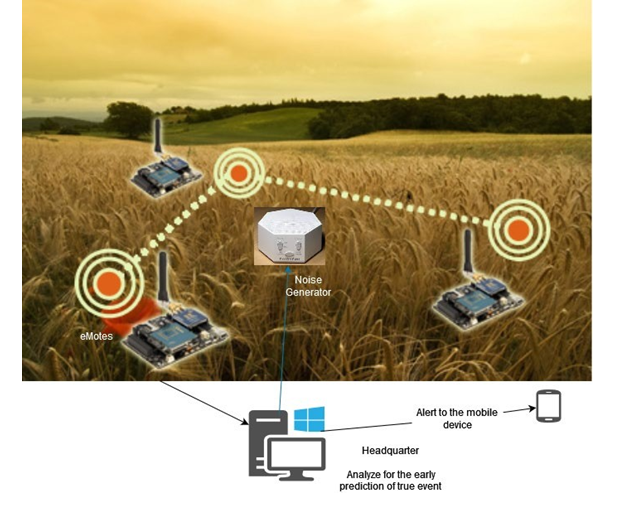 Noise
Generator
eMotes
Alert to the mobile
device
Headquarter
Analyze for the early
prediction of true event